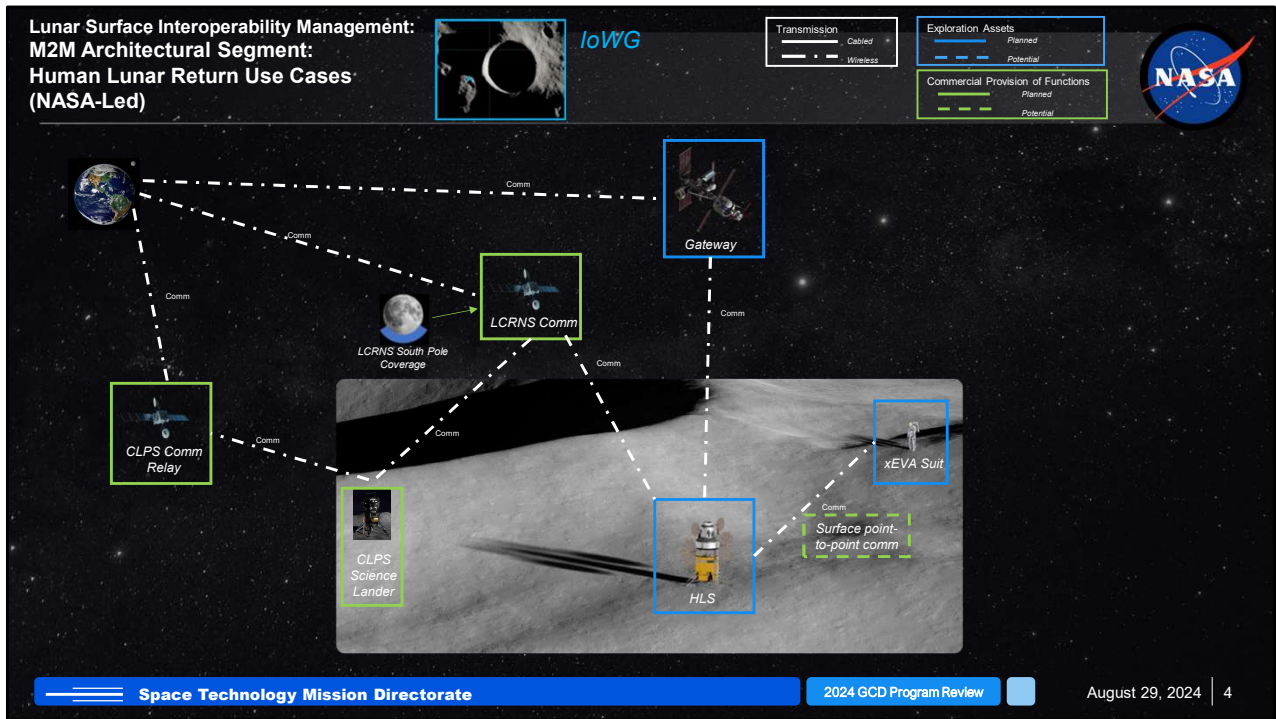 Lunar Surface Interoperability Management:
M2M Architectural Segment:
Human Lunar Return Use Cases
(NASA-Led)
IoWG
Transmission
Cabled
Wireless
Exploration Assets
Planned
Potential
Commercial Provision of Functions
Planned
Potential
NASA
Comm
Gateway
Comm
Comm
LCRNS Comm
Comm
LCRNS South Pole
Coverage
Comm
CLPS Comm
Relay
Comm
Comm
xEVA Suit
Comm
Surface point-
to-point comm
CLPS
Science
Lander
HLS
Space Technology Mission Directorate
2024 GCD Program Review
August 29, 2024
4